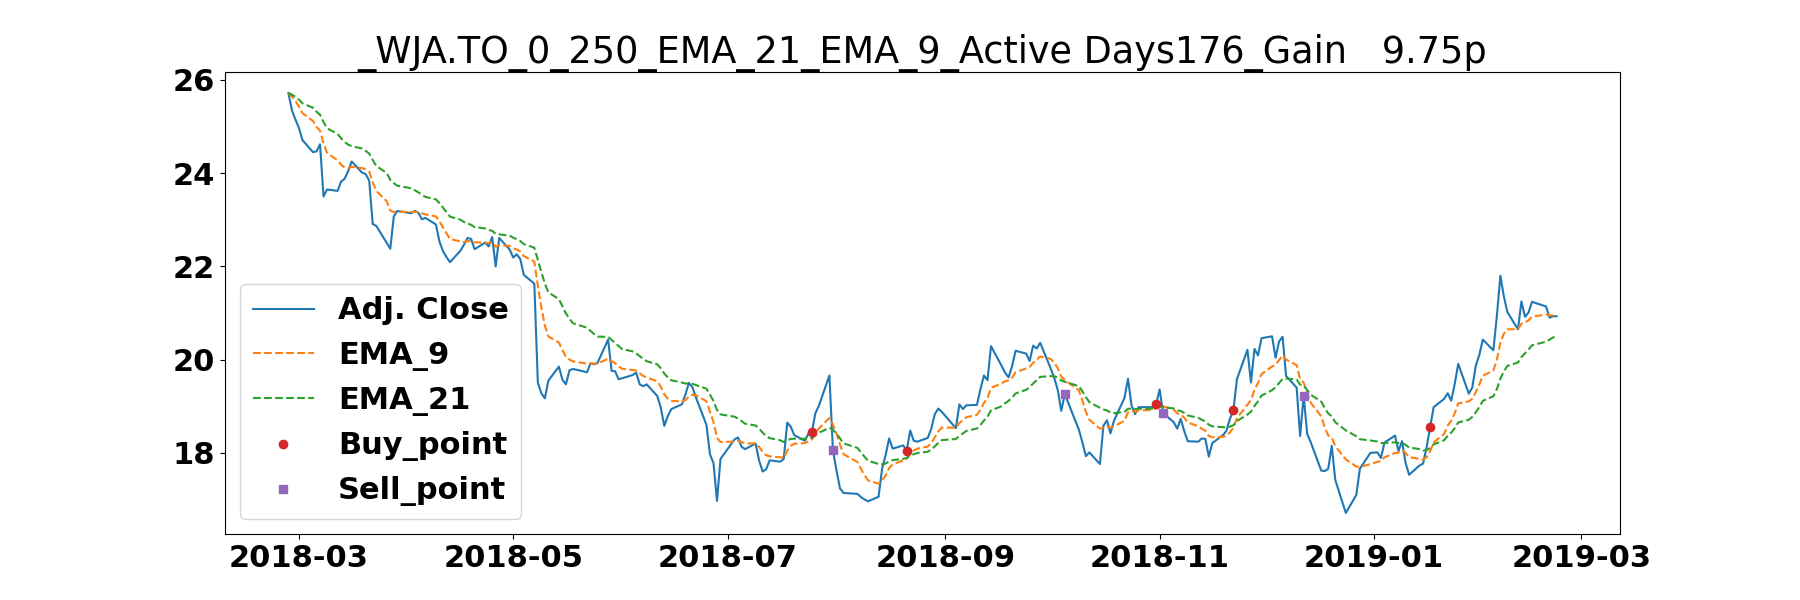 _WJA.TO_0_250_EMA_21_EMA_9_Active Days176_Gain   9.75p
26
24
22
20
18
Adj. Close
EMA_9
EMA_21
Buy_point
Sell_point
2018-03 2018-05 2018-07 2018-09 2018-11 2019-01 2019-03